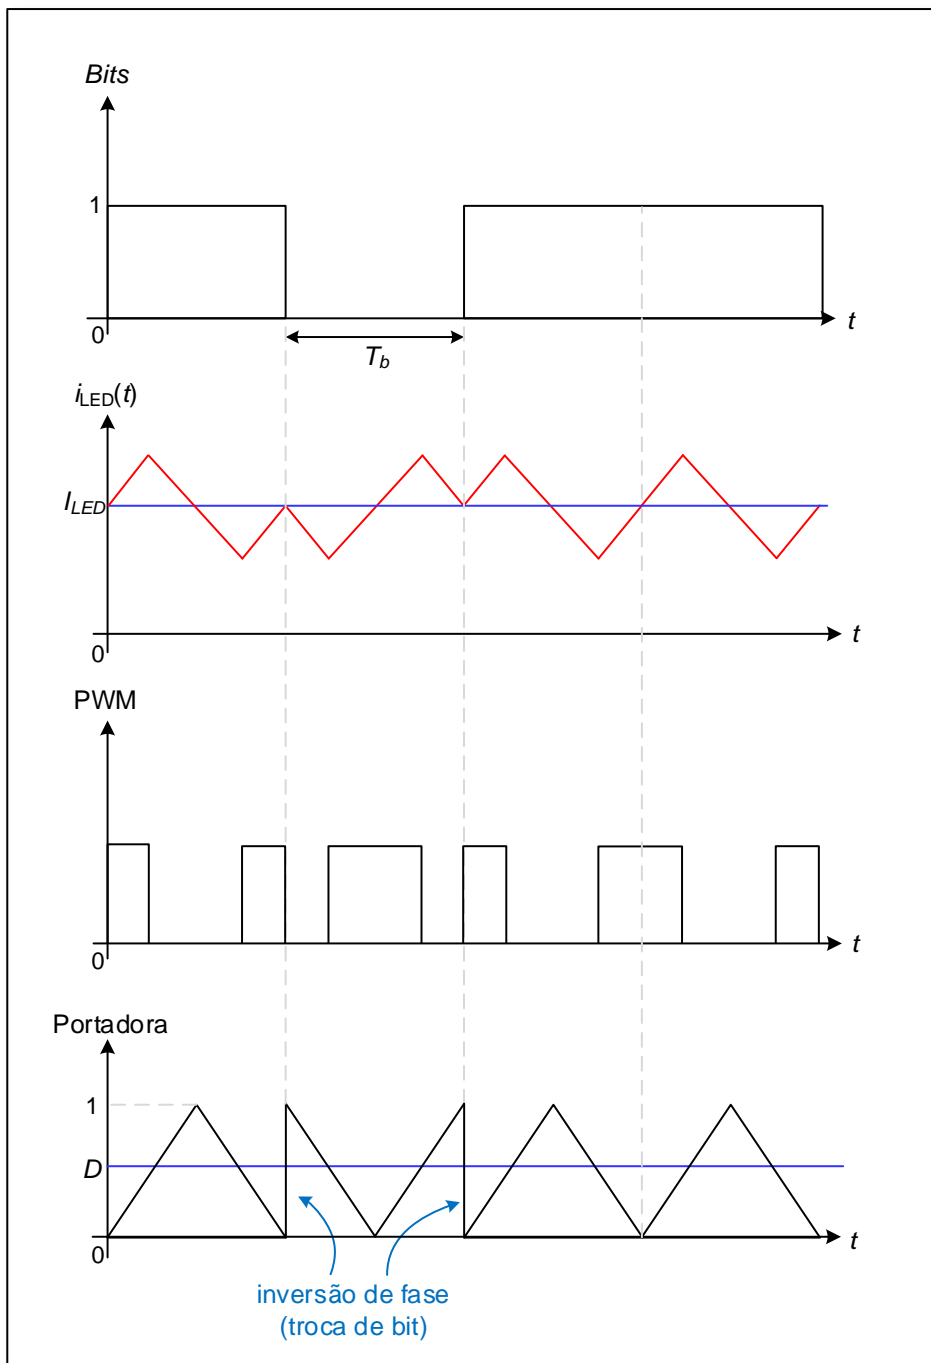 Bits
1
0
t
T_b
i_LED(t)
I_LED
0
t
PWM
0
t
Portadora
1
D
0
t
inversão de fase
(troca de bit)